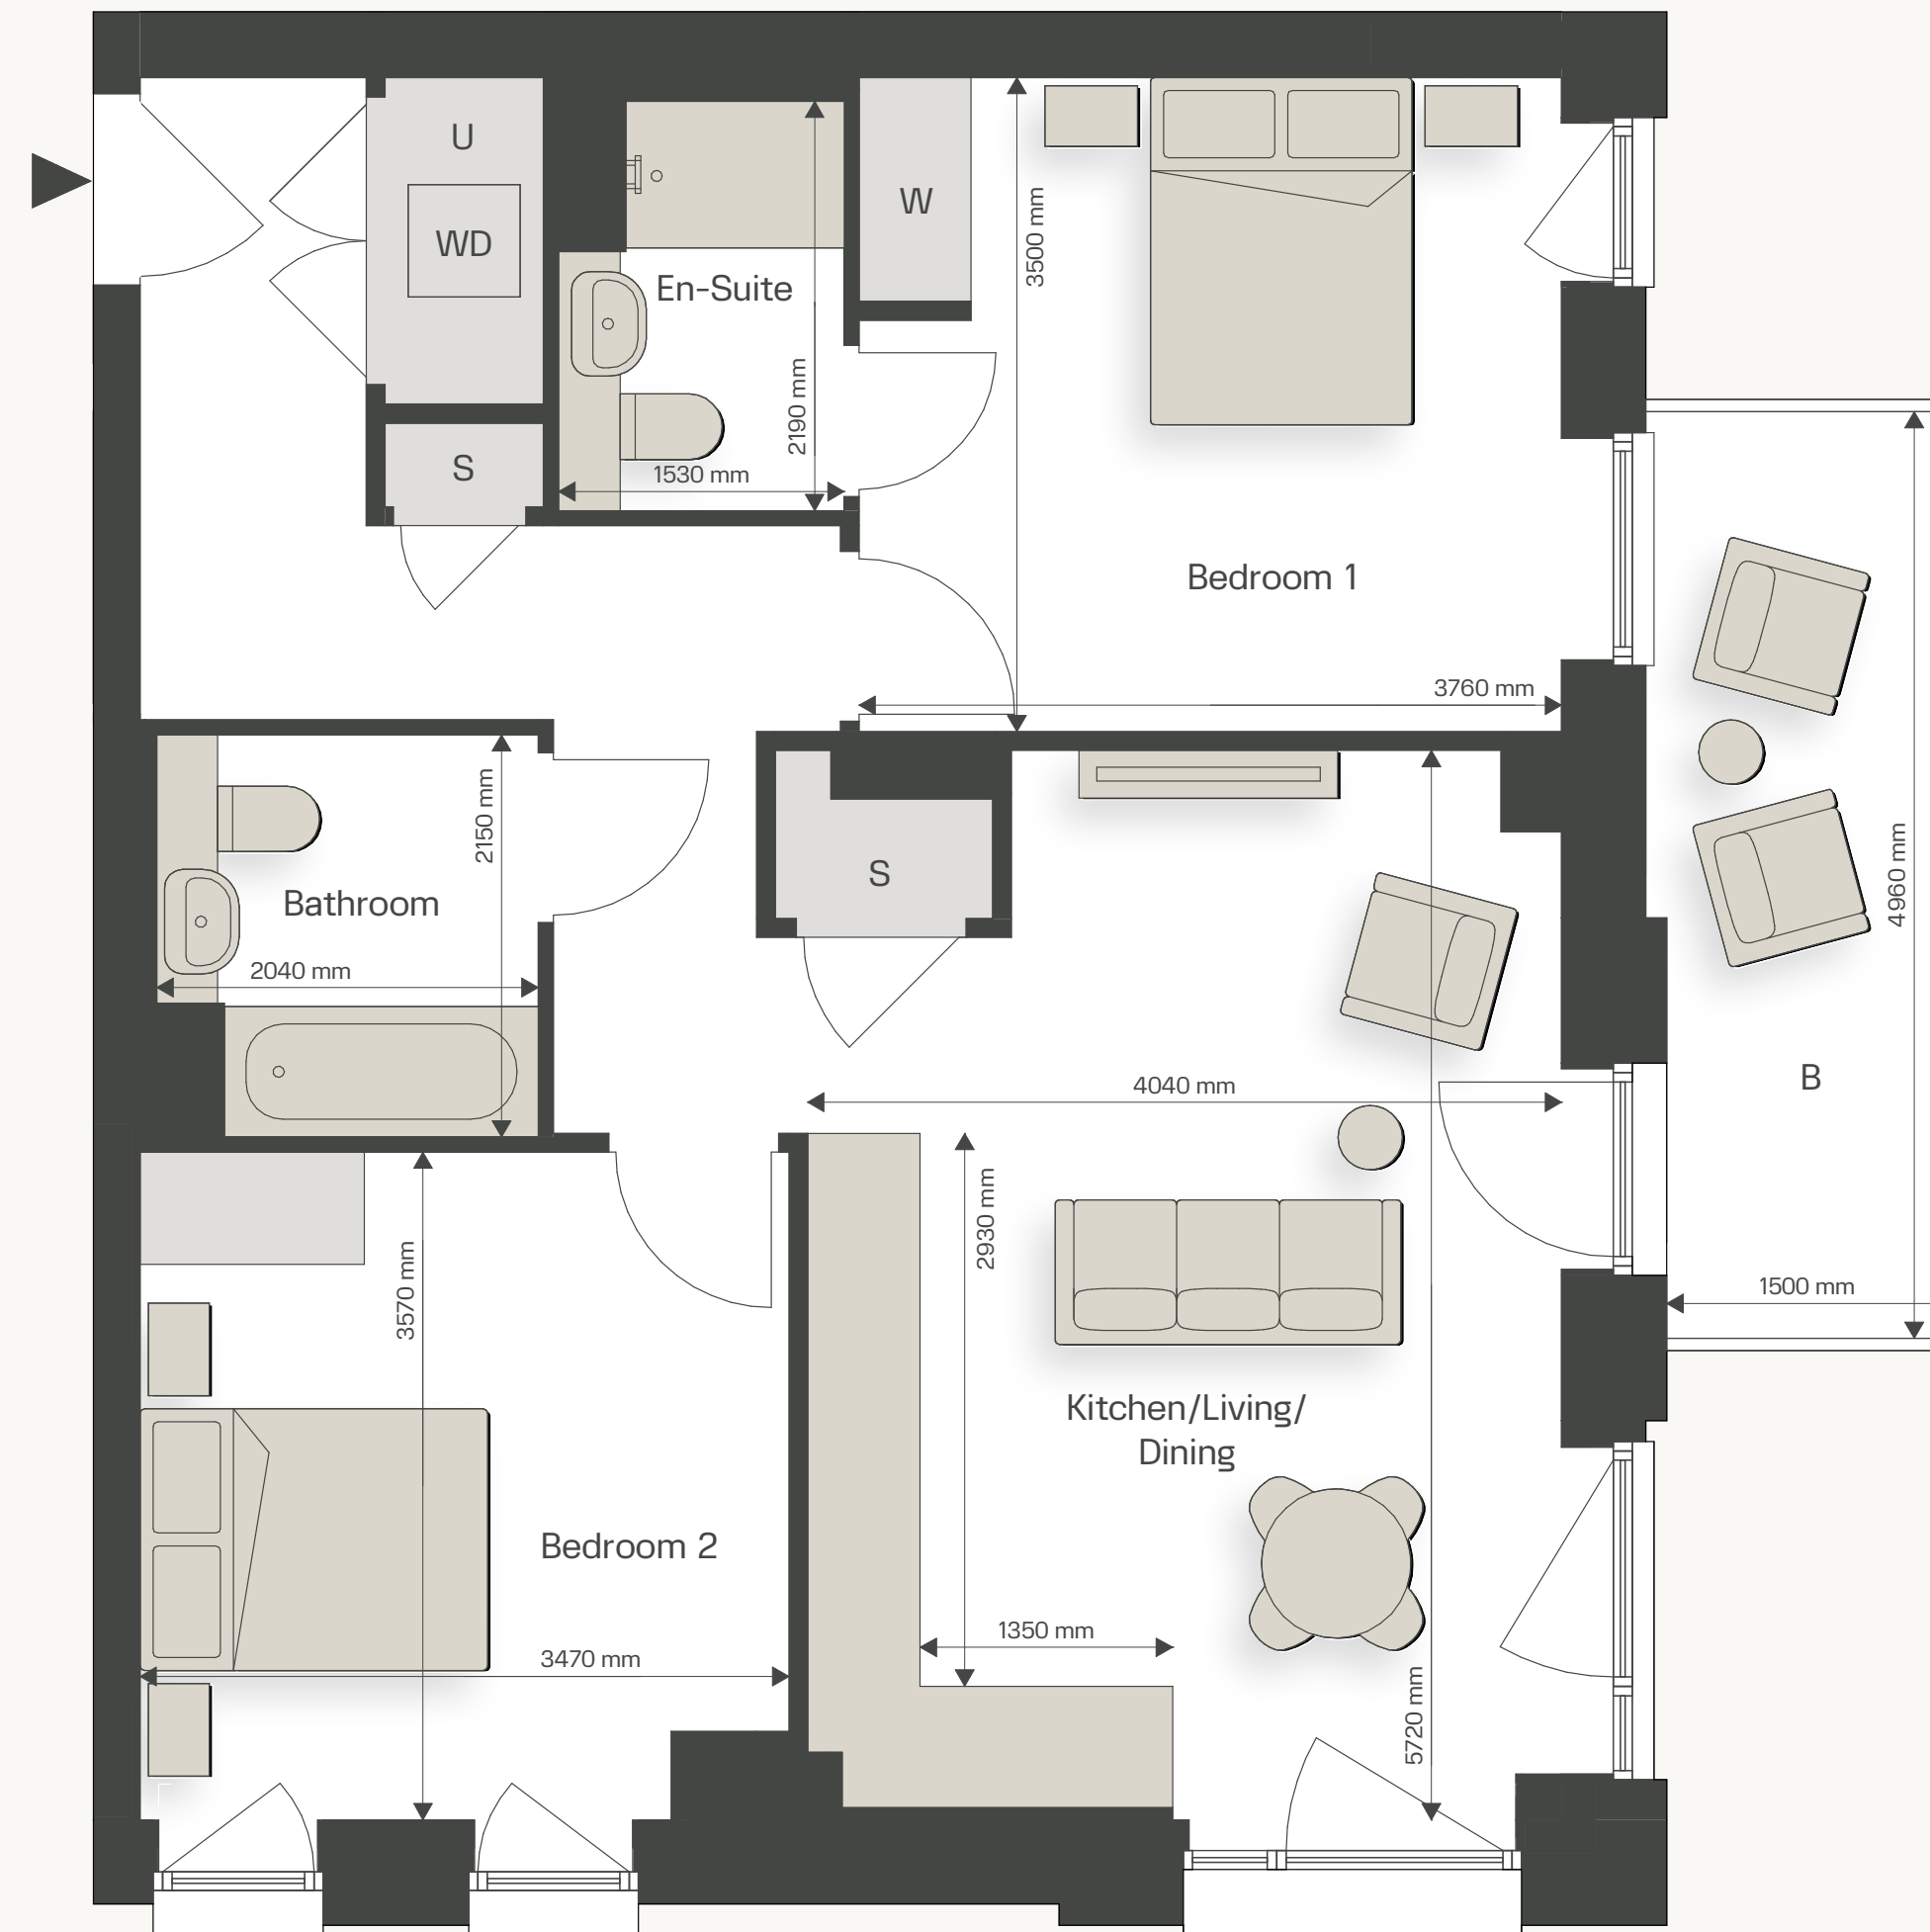 U
WD
W
En-Suite
3500 mm
2190 mm
S
1530 mm
Bedroom 1
3760 mm
2150 mm
S
Bathroom
4960 mm
2040 mm
4040 mm
B
2930 mm
3570 mm
1500 mm
Kitchen/Living/
Dining
Bedroom 2
1350 mm
3470 mm
5720 mm